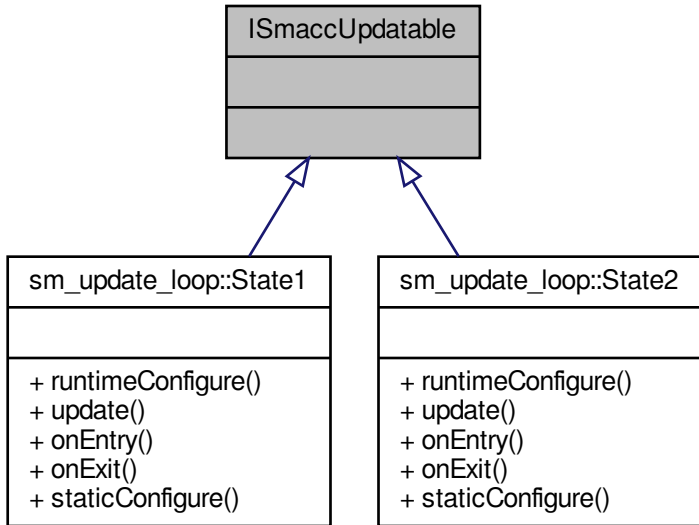 ISmaccUpdatable
sm_update_loop::State1
+ runtimeConfigure()
+ update()
+ onEntry()
+ onExit()
+ staticConfigure()
sm_update_loop::State2
+ runtimeConfigure()
+ update()
+ onEntry()
+ onExit()
+ staticConfigure()